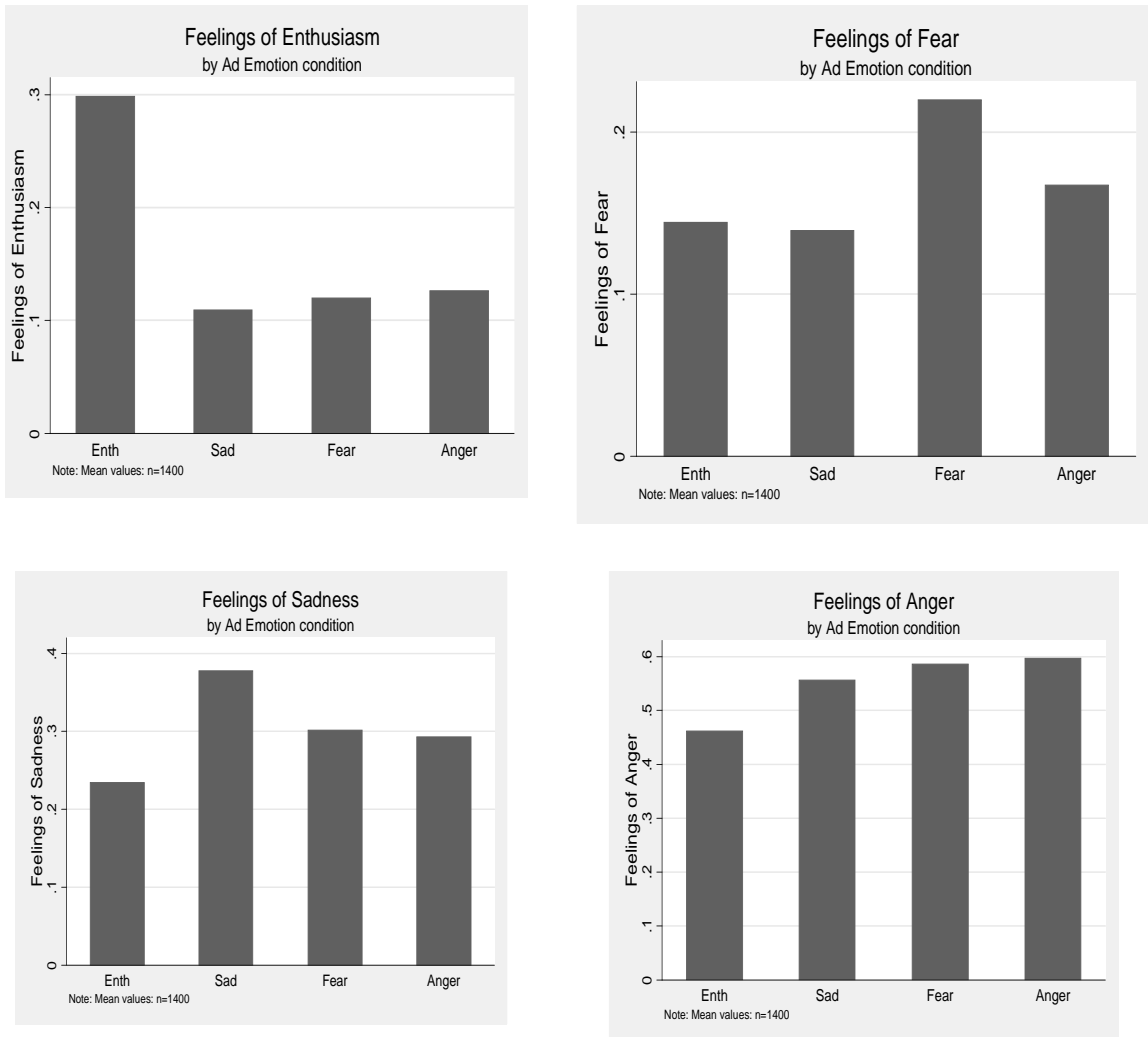 Feelings of Enthusiasm
by Ad Emotion condition
Feelings of Enthusiasm
.3
.2
.1
0
Enth Sad Fear Anger
Note: Mean values: n=1400
Feelings of Fear
by Ad Emotion condition
Feelings of Fear
.2
.1
0
Enth Sad Fear Anger
Note: Mean values: n=1400
Feelings of Sadness
by Ad Emotion condition
Feelings of Sadness
.4
.3
.2
.1
0
Enth Sad Fear Anger
Note: Mean values: n=1400
Feelings of Anger
by Ad Emotion condition
Feelings of Anger
.6
.5
.4
.3
.2
.1
0
Enth Sad Fear Anger
Note: Mean values: n=1400